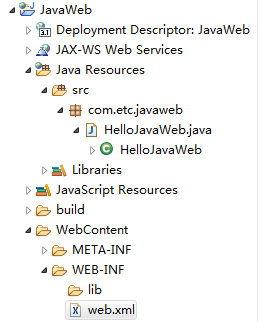 JavaWeb
Deployment Descriptor: JavaWeb
JAX-WS Web Services
Java Resources
src
com.etc.javaweb
HelloJavaWeb.java
HelloJavaWeb
Libraries
JavaScript Resources
build
WebContent
META-INF
WEB-INF
lib
web.xml